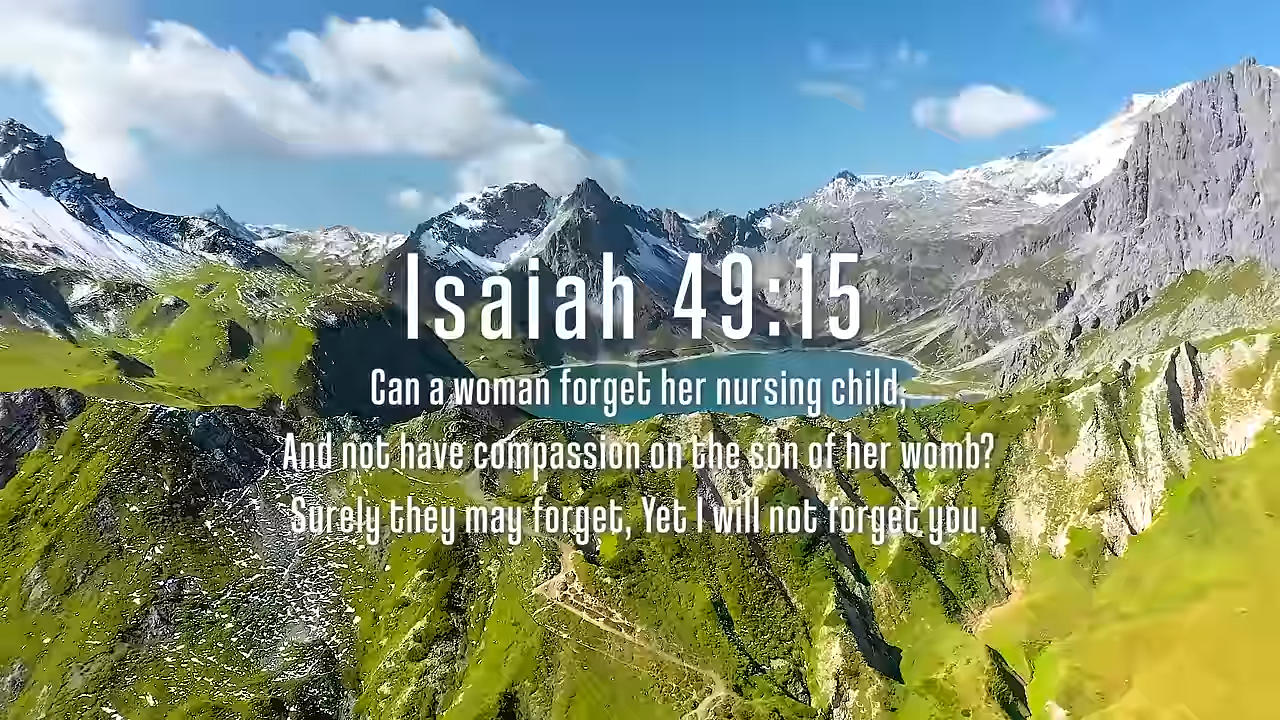 Isaiah 49:15
Can a woman forget her nursing child,
And not have compassion on the son of her womb?
Surely they may forget, Yet I will not forget you.